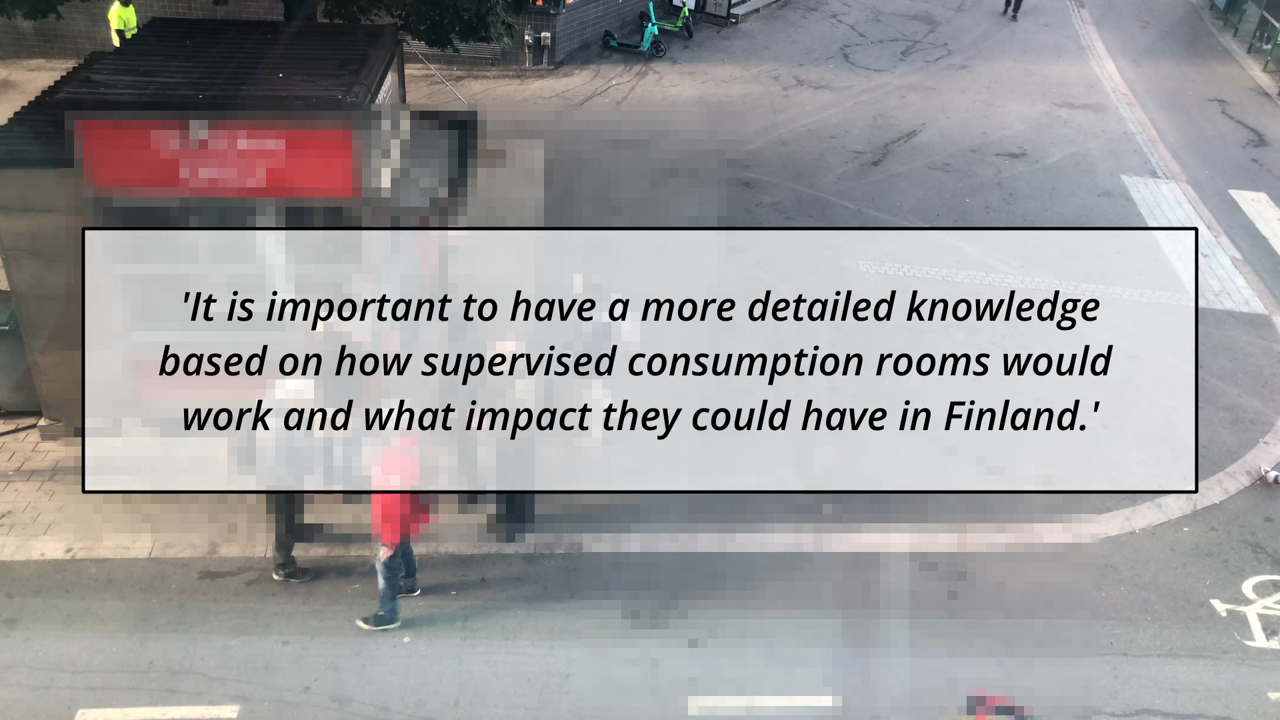 'It is important to have a more detailed knowledge
based on how supervised consumption rooms would
work and what impact they could have in Finland.'